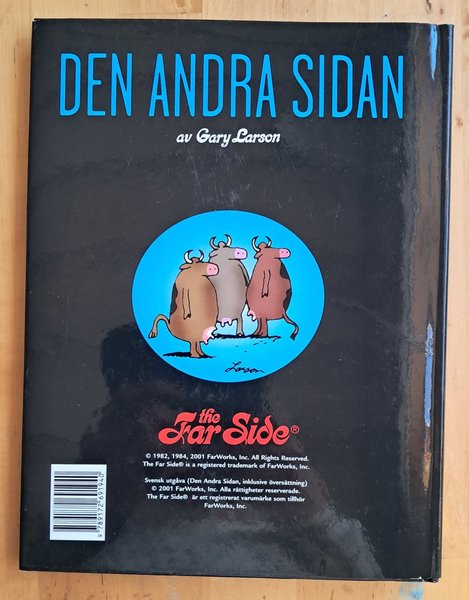 DEN ANDRA SIDAN
av Gary Larson
Larson
the
Far Side®
© 1982, 1984, 2001 FarWorks, Inc. All Rights Reserved.
The Far Side® is a registered trademark of FarWorks, Inc.
Svensk utgåva (Den Andra Sidan, inklusive översättning)
© 2001 FarWorks, Inc. Alla rättigheter reserverade.
The Far Side® är ett registrerat varumärke som tillhör
FarWorks, Inc.
9789172691940